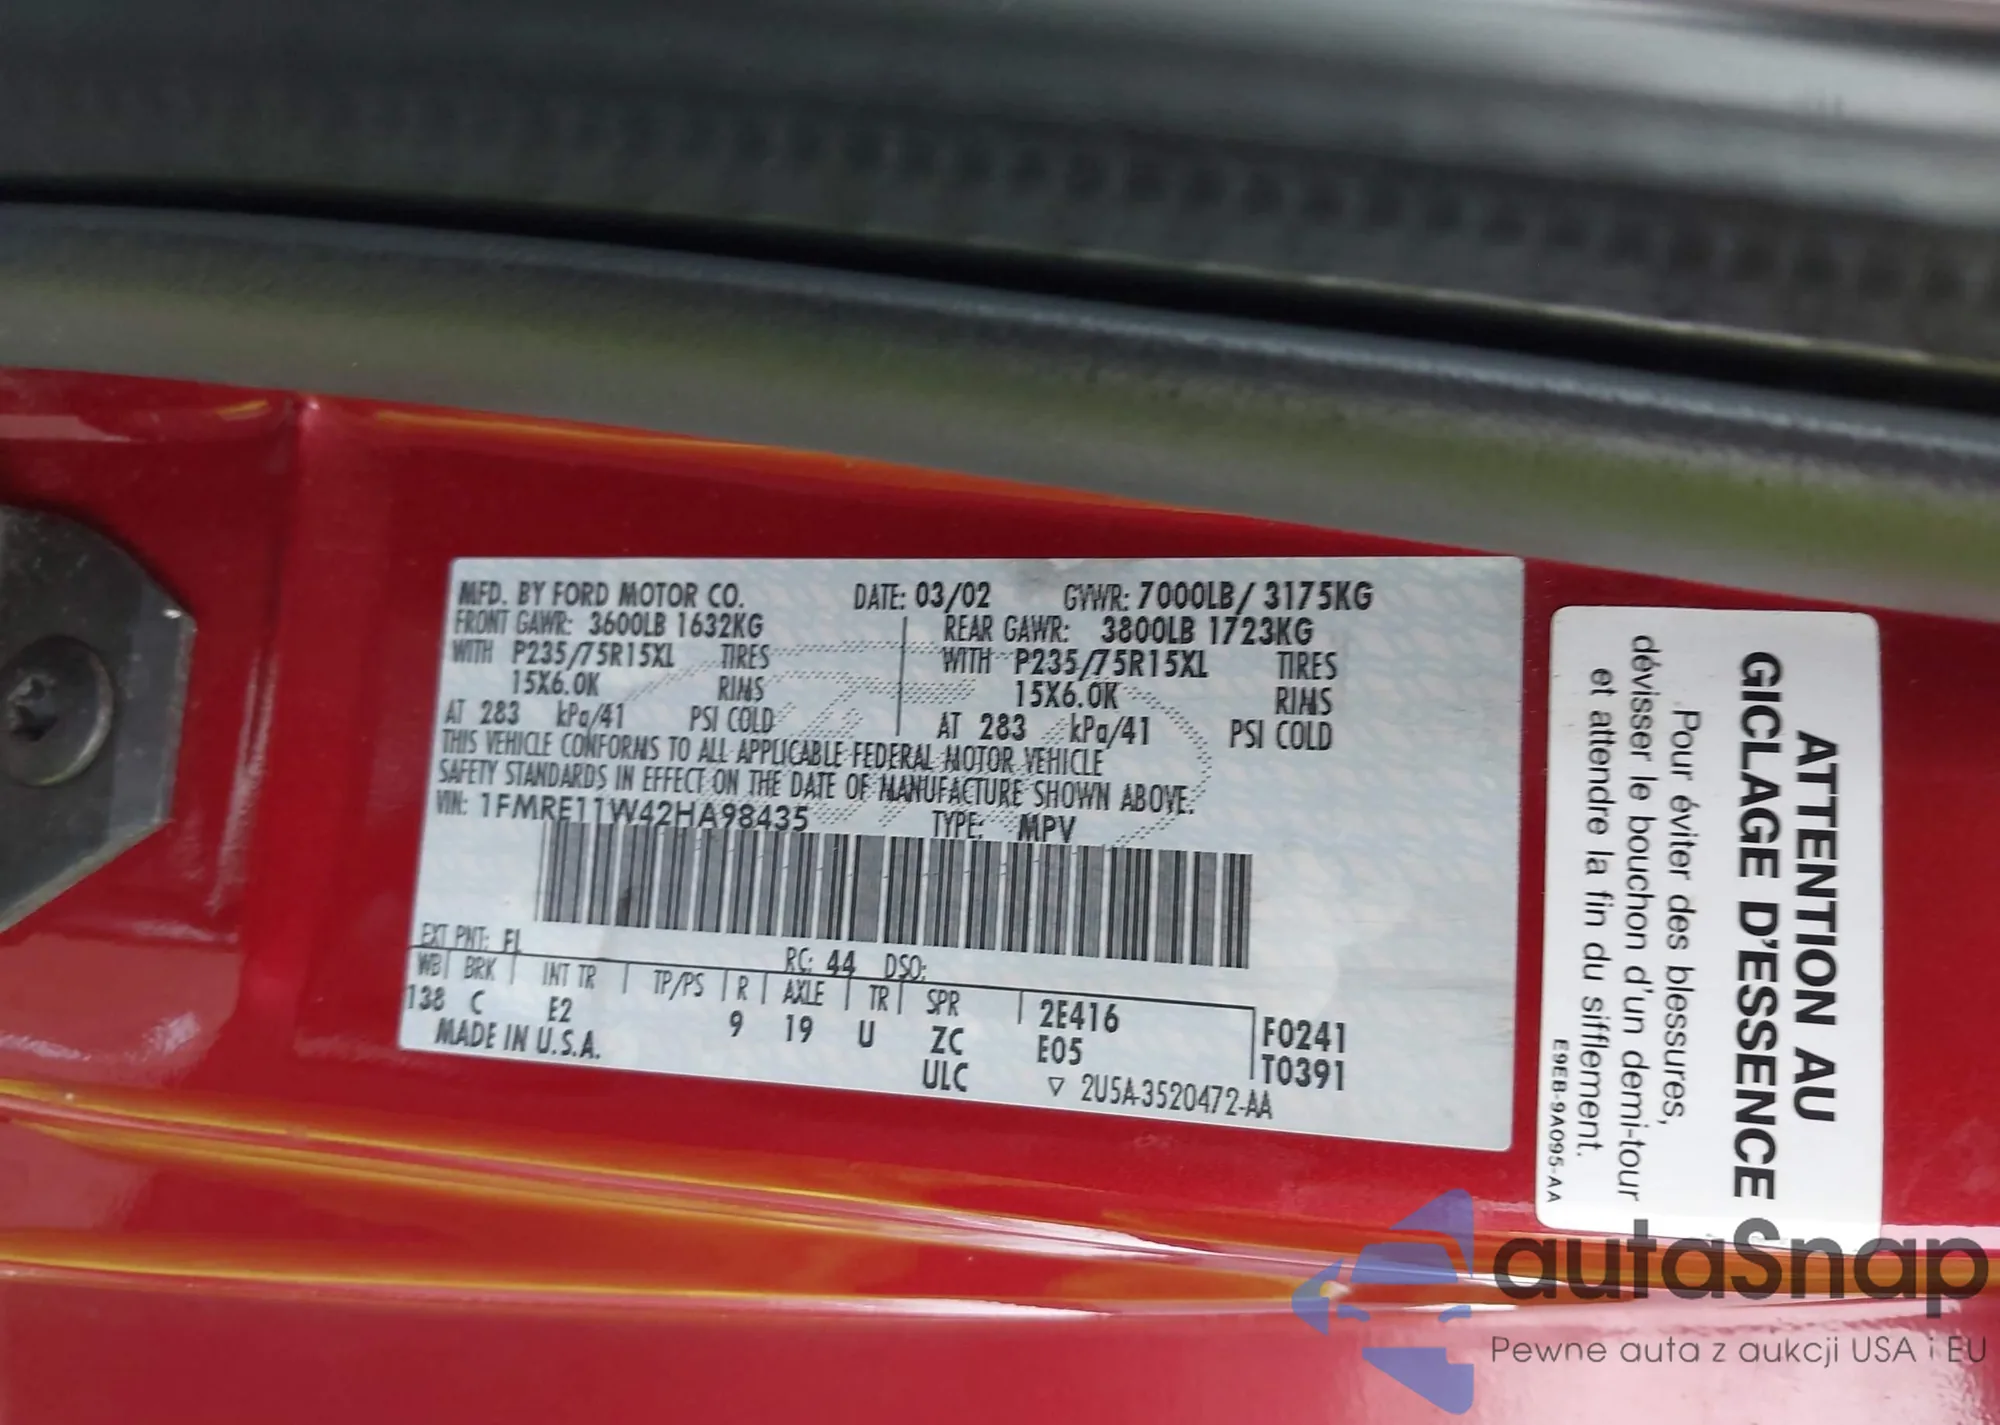 MFD. BY FORD MOTOR CO. DATE: 03/02 GVWR: 7000LB/ 3175KG
FRONT GAWR: 3600LB 1632KG REAR GAWR: 3800LB 1723KG
WITH P235/75R15XL TIRES WITH P235/75R15XL TIRES
15X6.0K RIMS 15X6.0K RIMS
AT 283 kPa/41 PSI COLD AT 283 kPa/41 PSI COLD
THIS VEHICLE CONFORMS TO ALL APPLICABLE FEDERAL MOTOR VEHICLE
SAFETY STANDARDS IN EFFECT ON THE DATE OF MANUFACTURE SHOWN ABOVE.
VIN: 1FMRE11W42HA98435 TYPE: MPV
EXT PNT: FL RC: 44 DSO:
WB BRK INT TR TP/PS R AXLE TR SPR 2E416 F0241
138 C E2 9 19 U ZC E05 T0391
MADE IN U.S.A. ULC ▽ 2U5A-3520472-AA
ATTENTION AU
GICLAGE D'ESSENCE
Pour éviter des blessures,
dévisser le bouchon d'un demi-tour
et attendre la fin du sifflement.
E9EB-9A095-AA
autoSnap
Pewne auta z aukcji USA i EU